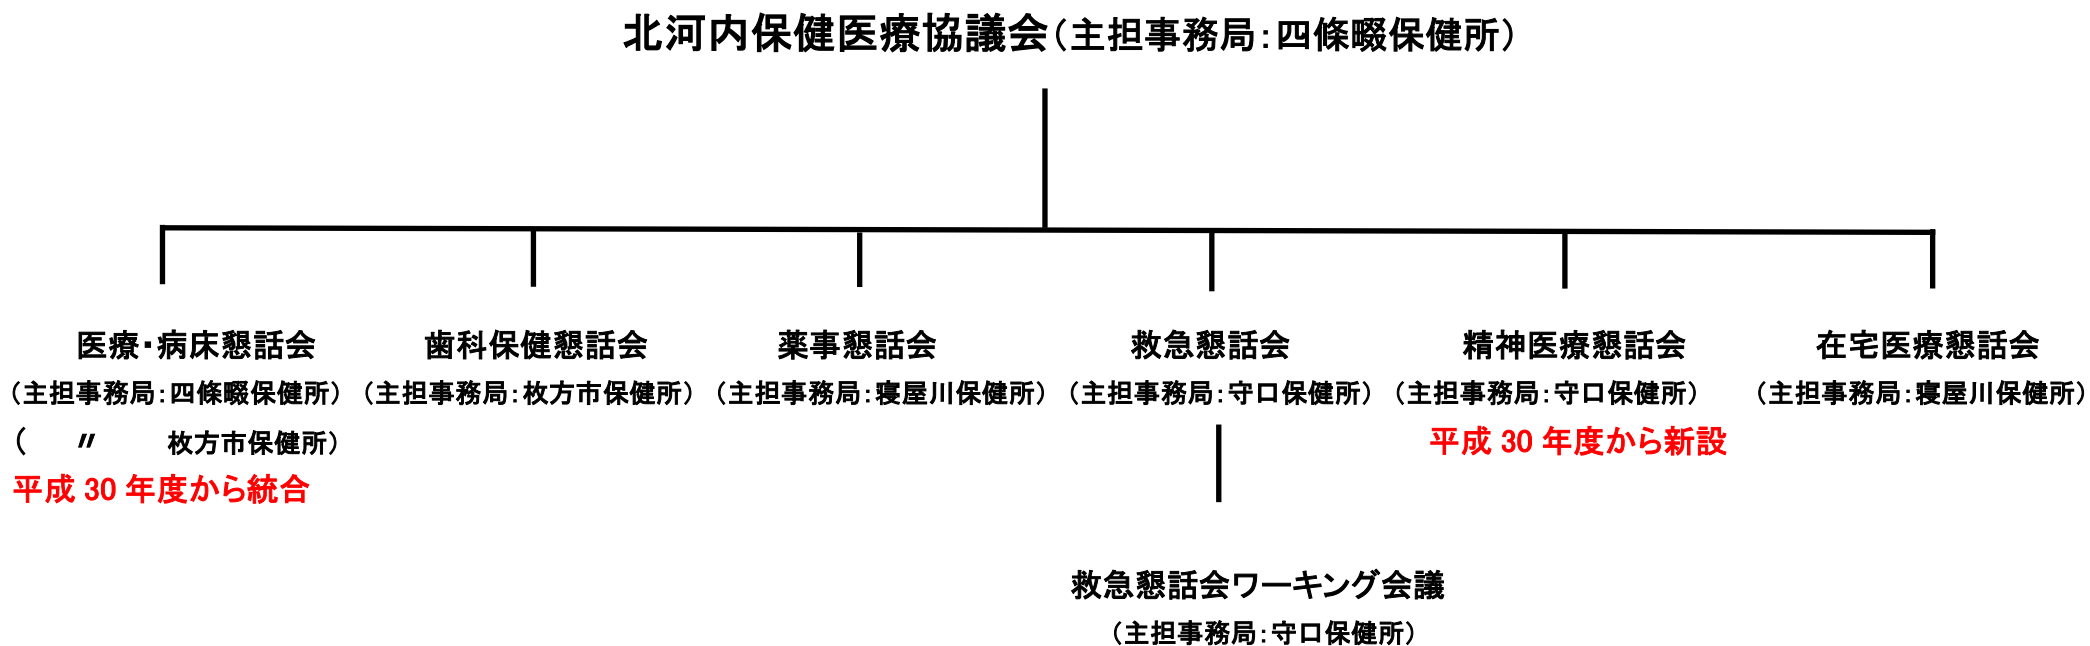 北河内保健医療協議会（主担事務局：四條畷保健所）
医療・病床懇話会
（主担事務局：四條畷保健所）
（　〃　枚方市保健所）
平成 30 年度から統合
歯科保健懇話会
（主担事務局：枚方市保健所）
薬事懇話会
（主担事務局：寝屋川保健所）
救急懇話会
（主担事務局：守口保健所）
精神医療懇話会
（主担事務局：守口保健所）
平成 30 年度から新設
在宅医療懇話会
（主担事務局：寝屋川保健所）
救急懇話会ワーキング会議
（主担事務局：守口保健所）